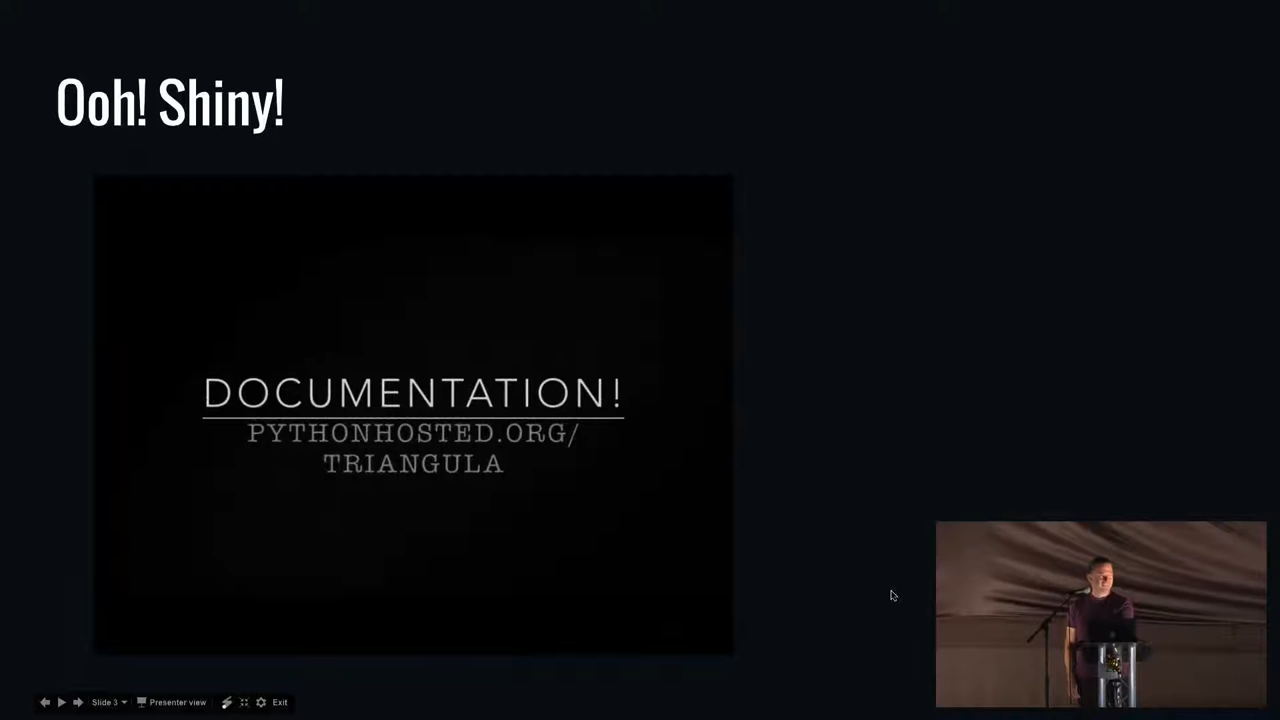 Ooh! Shiny!
DOCUMENTATION!
PYTHONHOSTED.ORG/
TRIANGULA
Slide 3
Presenter view
Exit